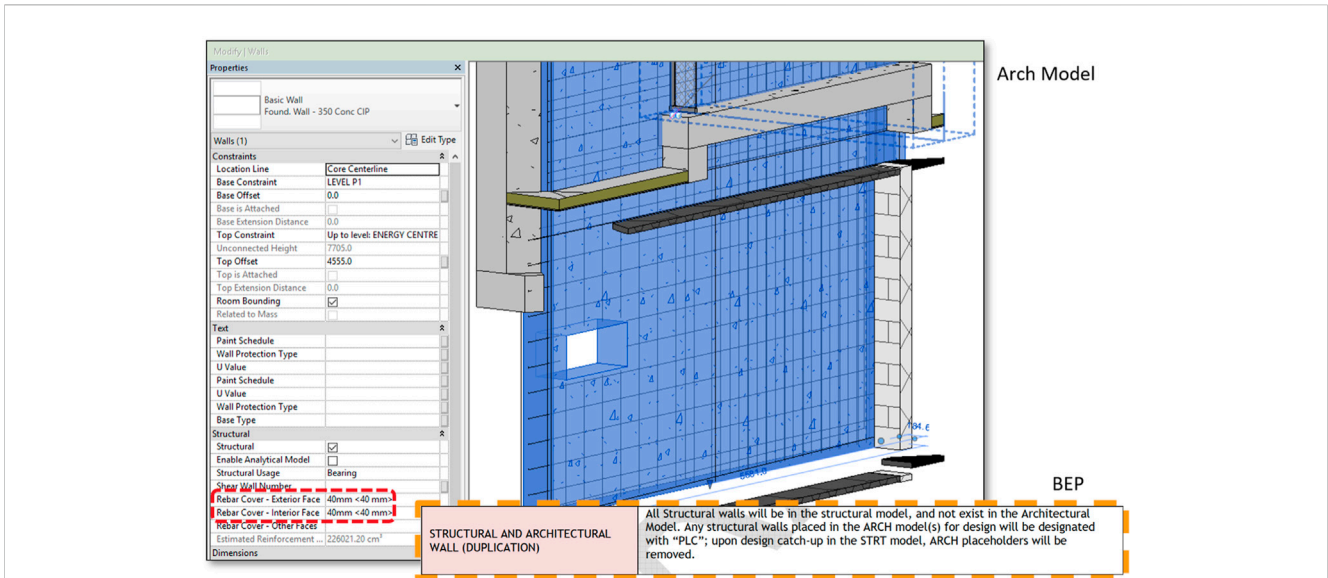 Modify | Walls
Properties
Basic Wall
Found. Wall - 350 Conc CIP
Walls (1)
Edit Type
Constraints
Location Line Core Centerline
Base Constraint LEVEL P1
Base Offset 0.0
Base is Attached
Base Extension Distance 0.0
Top Constraint Up to level: ENERGY CENTRE
Unconnected Height 7705.0
Top Offset 4555.0
Top is Attached
Top Extension Distance 0.0
Room Bounding
Related to Mass
Text
Paint Schedule
Wall Protection Type
U Value
Paint Schedule
U Value
Wall Protection Type
Base Type
Structural
Structural
Enable Analytical Model
Structural Usage Bearing
Shear Wall Number
Rebar Cover - Exterior Face 40mm <40 mm>
Rebar Cover - Interior Face 40mm <40 mm>
Rebar Cover - Other Faces
Estimated Reinforcement ... 226021.20 cm³
Dimensions
Arch Model
BEP
STRUCTURAL AND ARCHITECTURAL
WALL (DUPLICATION)
All Structural walls will be in the structural model, and not exist in the Architectural
Model. Any structural walls placed in the ARCH model(s) for design will be designated
with “PLC”; upon design catch-up in the STRT model, ARCH placeholders will be
removed.